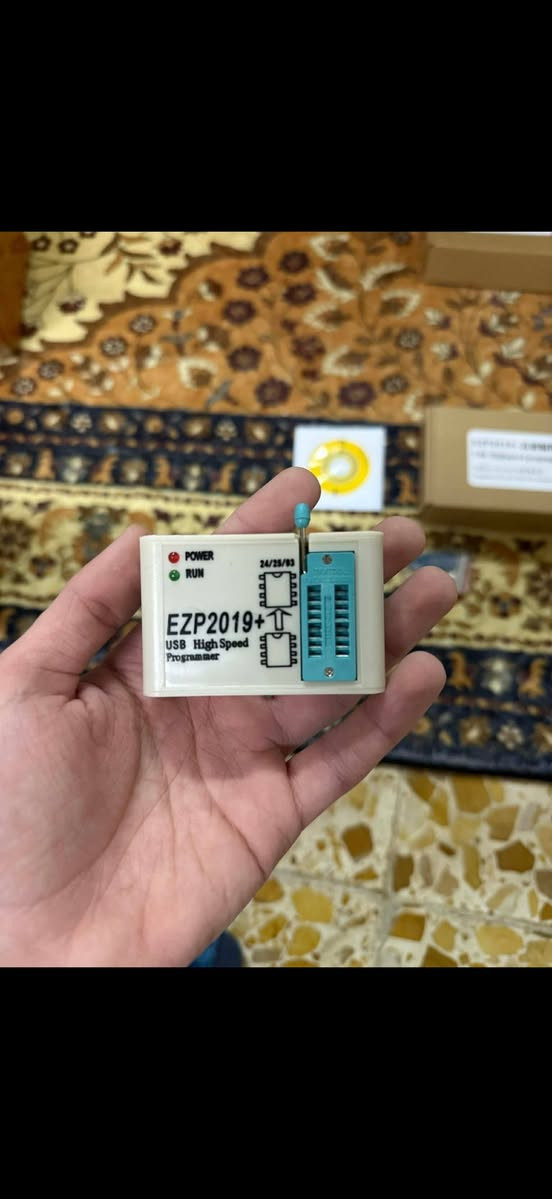 POWER
RUN
24/25/93
EZP2019+
USB High Speed
Programmer